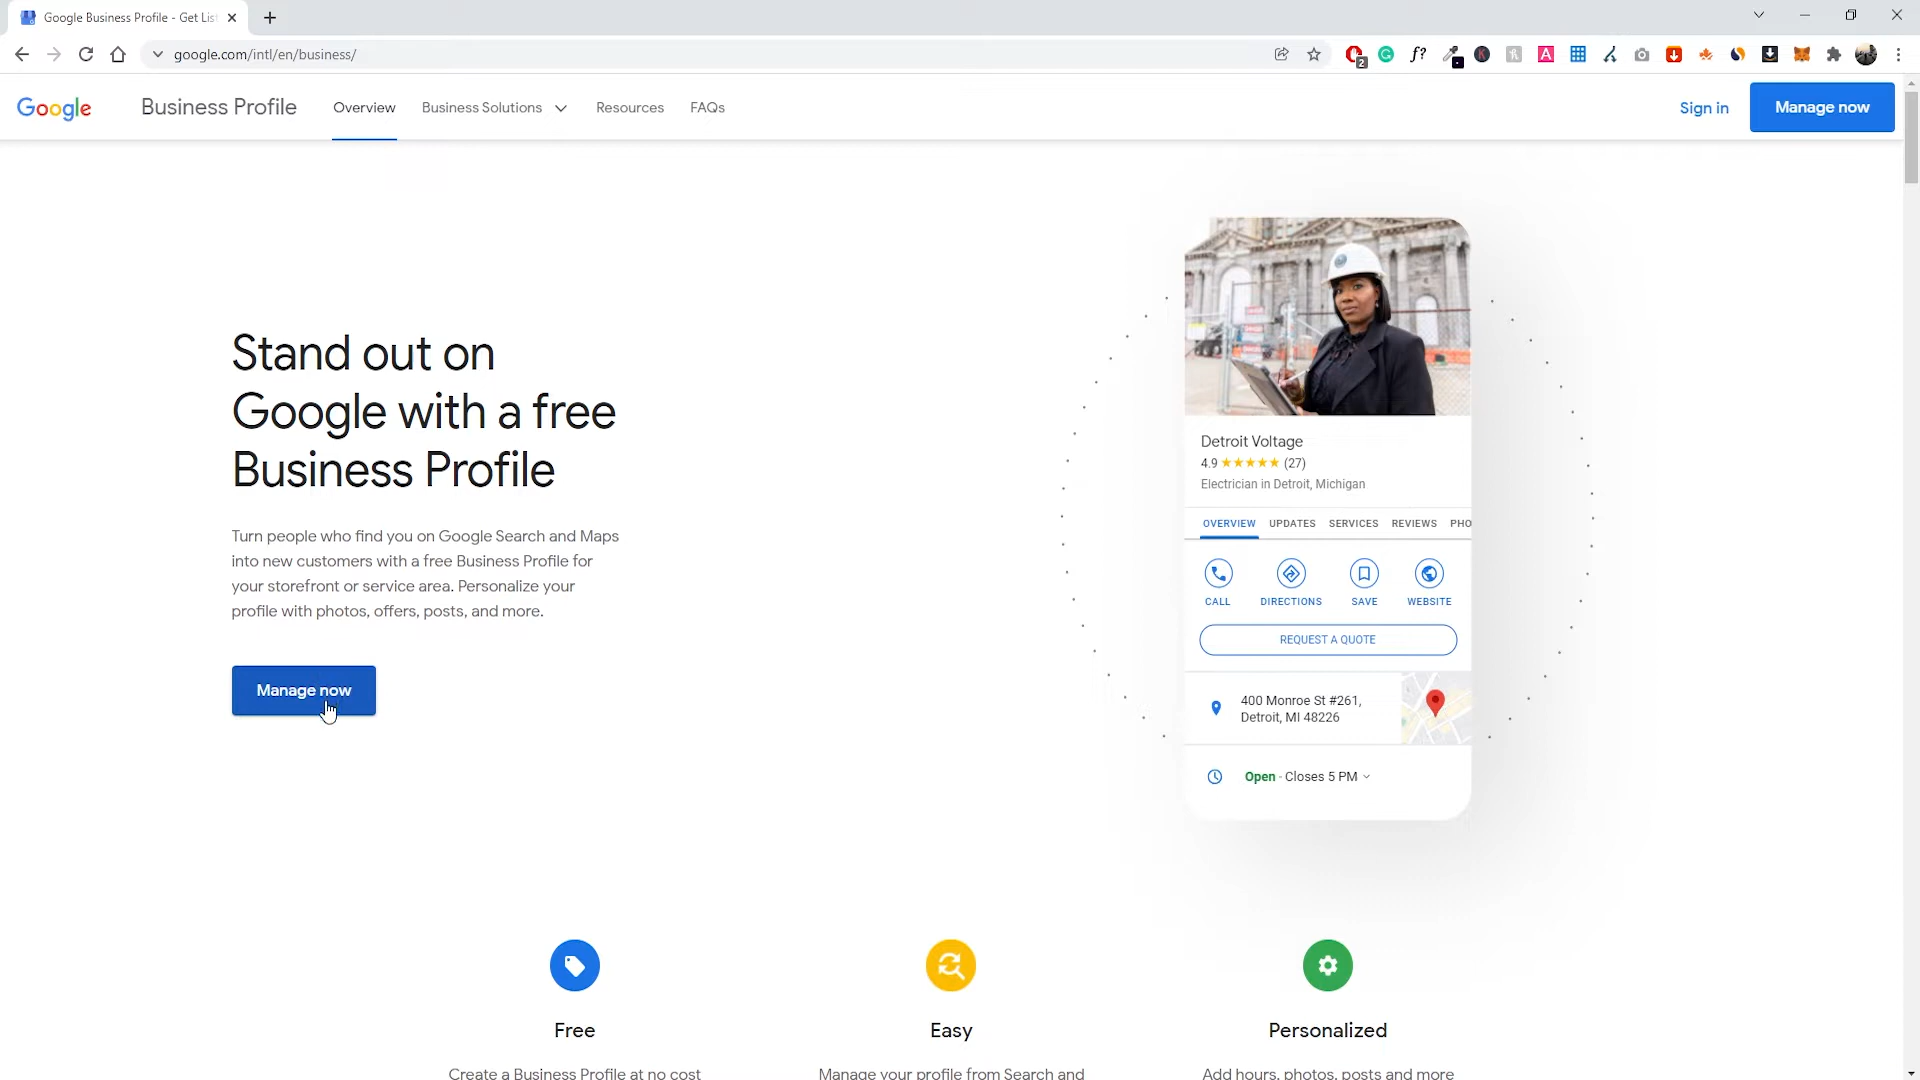 Google Business Profile - Get List
google.com/intl/en/business/
2
Google
Business Profile
Overview
Business Solutions
Resources
FAQs
Sign in
Manage now
Stand out on
Google with a free
Business Profile
Turn people who find you on Google Search and Maps
into new customers with a free Business Profile for
your storefront or service area. Personalize your
profile with photos, offers, posts, and more.
Manage now
Detroit Voltage
4.9 ★★★★★ (27)
Electrician in Detroit, Michigan
OVERVIEW UPDATES SERVICES REVIEWS PHO
CALL DIRECTIONS SAVE WEBSITE
REQUEST A QUOTE
400 Monroe St #261,
Detroit, MI 48226
Open - Closes 5 PM
Free
Easy
Personalized
Create a Business Profile at no cost
Manage your profile from Search and
Add hours, photos, posts and more